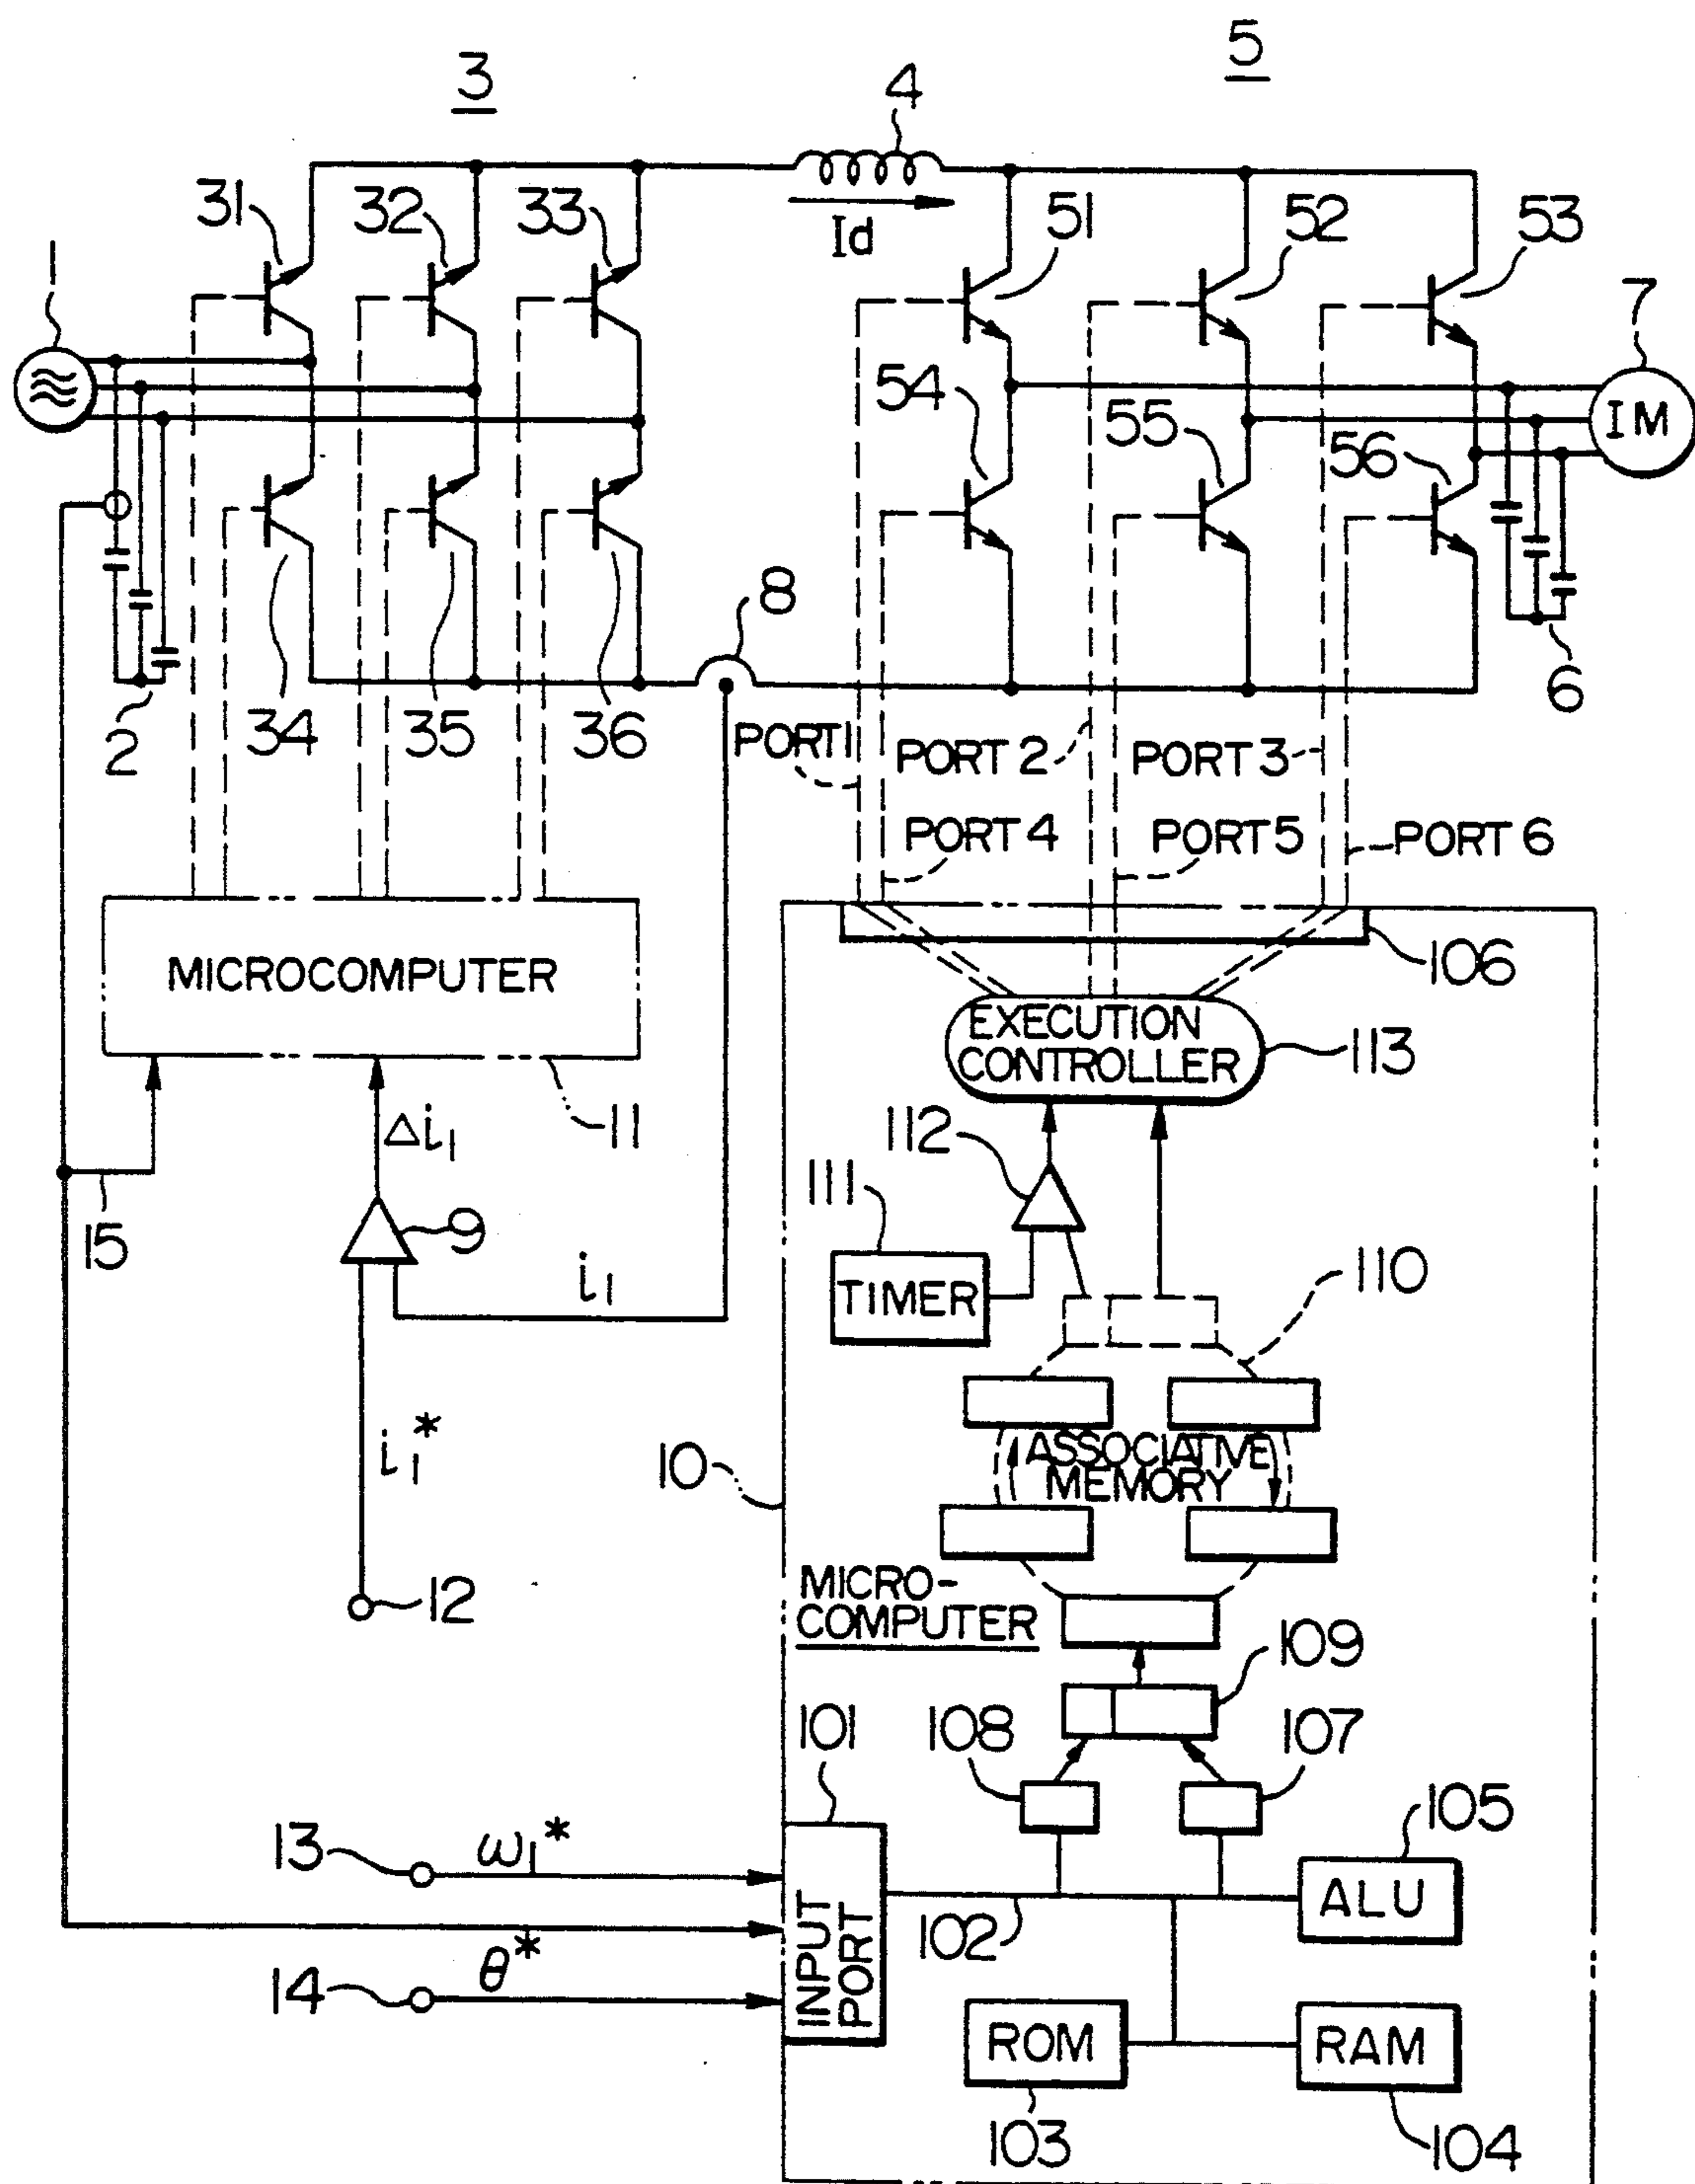 3
5
4
31
32
33
Id
51
52
53
1
7
54
55
56
IM
8
2
34
35
36
6
PORT1
PORT 2
PORT 3
PORT 4
PORT 5
PORT 6
MICROCOMPUTER
106
EXECUTION
CONTROLLER
113
11
Δi₁
112
111
15
9
i₁
TIMER
110
i₁*
10
ASSOCIATIVE
MEMORY
12
MICRO-
COMPUTER
109
101
108
107
105
13
ω₁*
ALU
INPUT
PORT
102
θ*
14
ROM
RAM
103
104